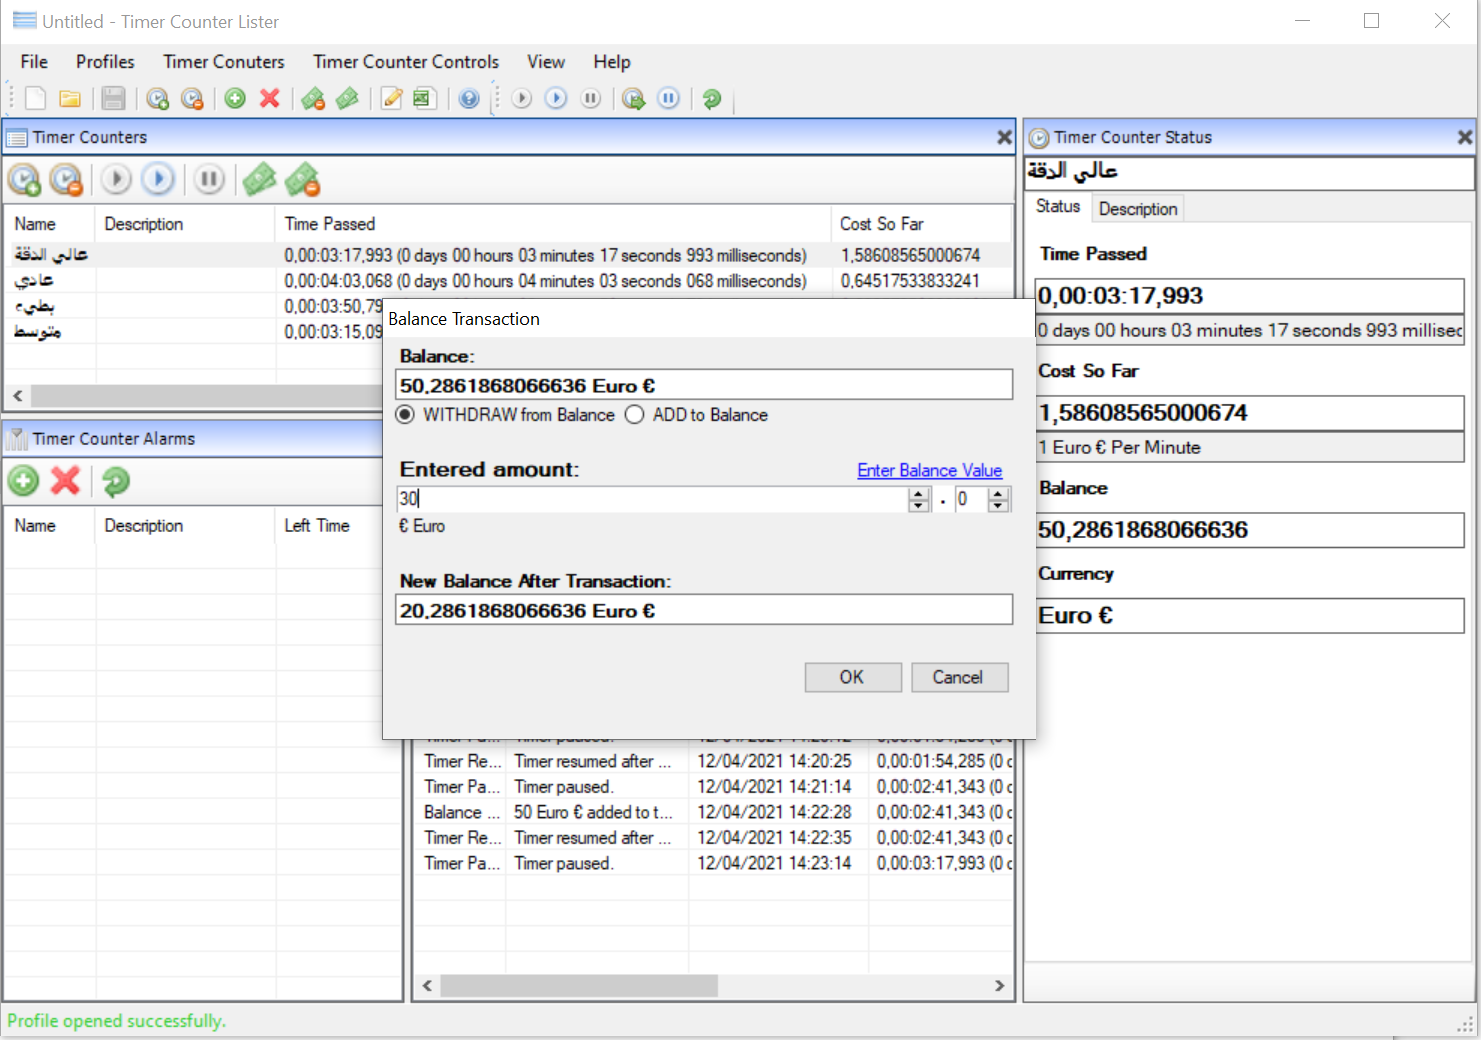 Untitled - Timer Counter Lister
File Profiles Timer Conuters Timer Counter Controls View Help
Timer Counters
Name Description Time Passed Cost So Far
عالي الدقة 0,00:03:17,993 (0 days 00 hours 03 minutes 17 seconds 993 milliseconds) 1,58608565000674
عادي 0,00:04:03,068 (0 days 00 hours 04 minutes 03 seconds 068 milliseconds) 0,64517533833241
بطيء 0,00:03:50,79
متوسط 0,00:03:15,09
Timer Counter Alarms
Name Description Left Time
Balance Transaction
Balance:
50,2861868066636 Euro €
WITHDRAW from Balance ADD to Balance
Entered amount: Enter Balance Value
30 . 0
€ Euro
New Balance After Transaction:
20,2861868066636 Euro €
OK Cancel
Timer Re... Timer resumed after ... 12/04/2021 14:20:25 0,00:01:54,285 (0 d
Timer Pa... Timer paused. 12/04/2021 14:21:14 0,00:02:41,343 (0 d
Balance ... 50 Euro € added to t... 12/04/2021 14:22:28 0,00:02:41,343 (0 d
Timer Re... Timer resumed after ... 12/04/2021 14:22:35 0,00:02:41,343 (0 d
Timer Pa... Timer paused. 12/04/2021 14:23:14 0,00:03:17,993 (0 d
Timer Counter Status
عالي الدقة
Status Description
Time Passed
0,00:03:17,993
0 days 00 hours 03 minutes 17 seconds 993 millisec
Cost So Far
1,58608565000674
1 Euro € Per Minute
Balance
50,2861868066636
Currency
Euro €
Profile opened successfully.